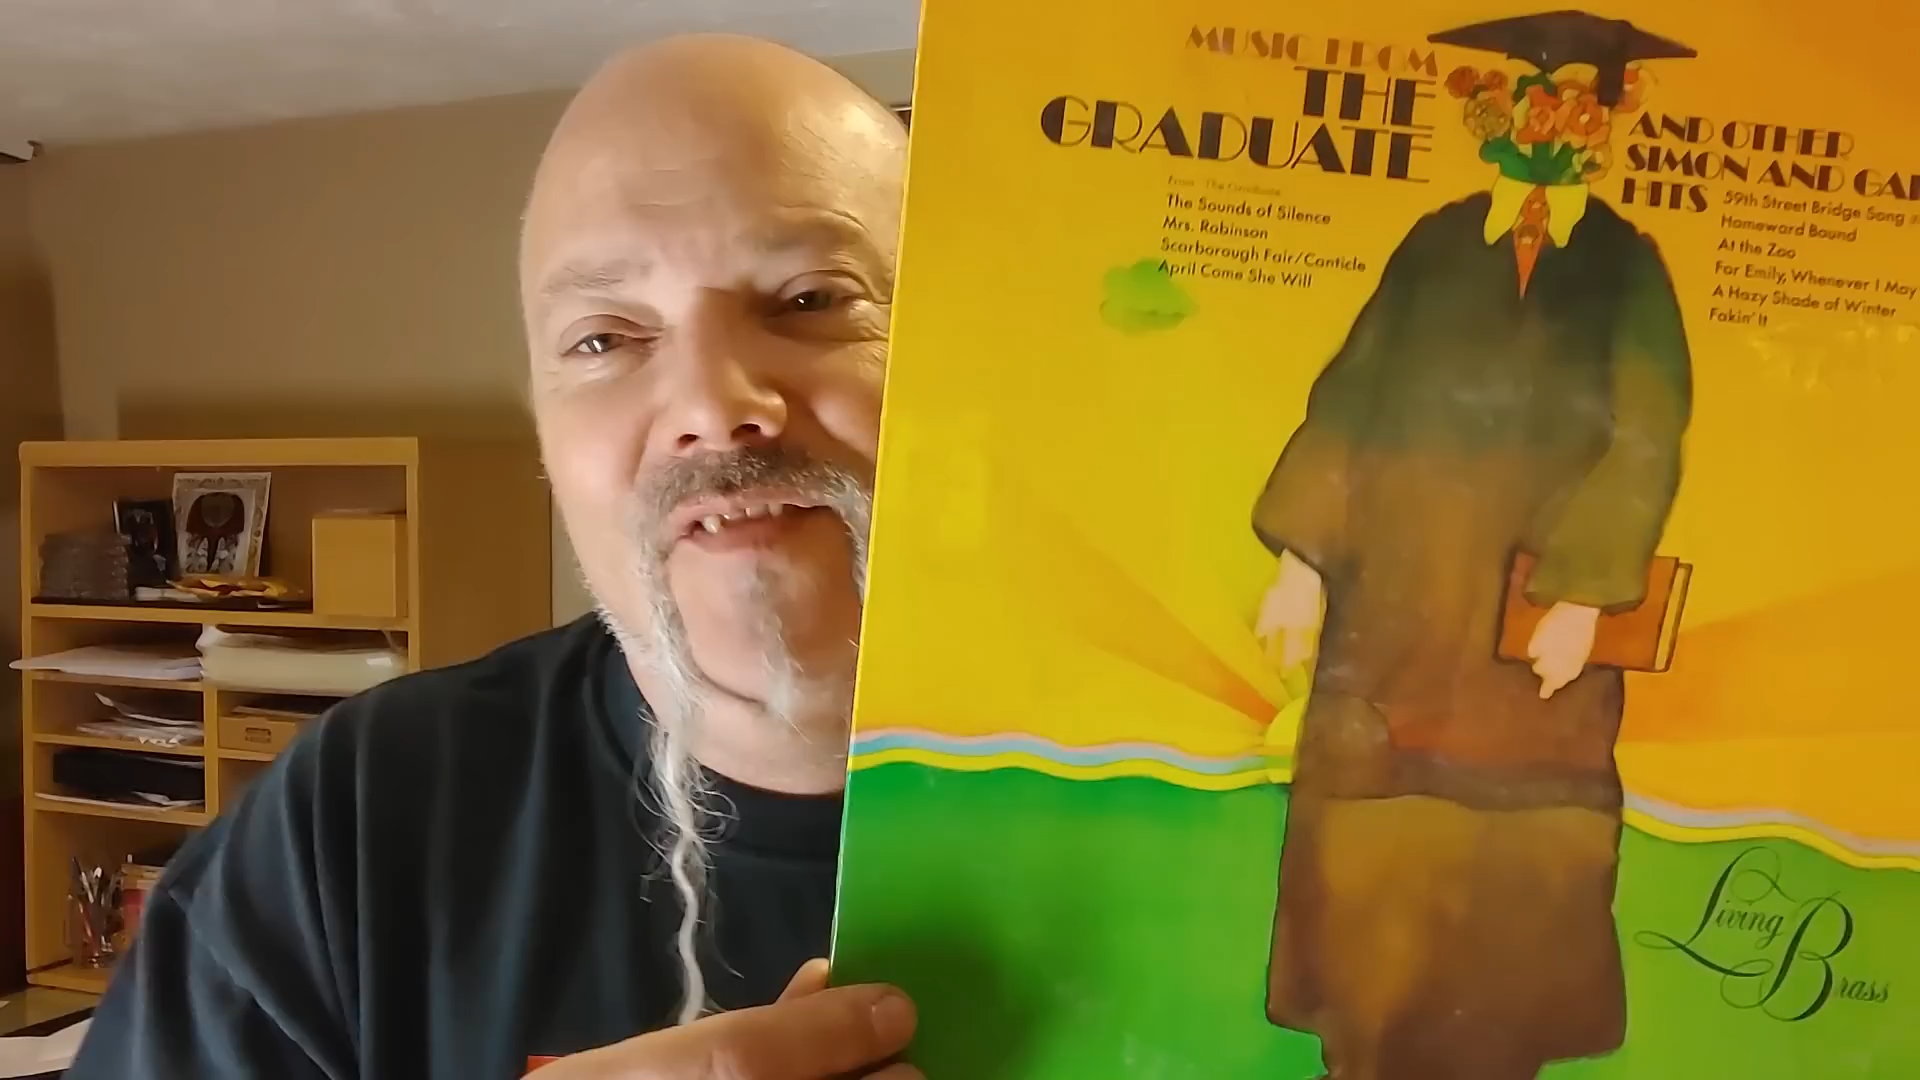 MUSIC FROM
THE
GRADUATE
From The Graduate
The Sounds of Silence
Mrs. Robinson
Scarborough Fair/Canticle
April Come She Will
AND OTHER
SIMON AND GAR
HITS
59th Street Bridge Song
Homeward Bound
At the Zoo
For Emily, Whenever I May
A Hazy Shade of Winter
Fakin' It
Living
Brass